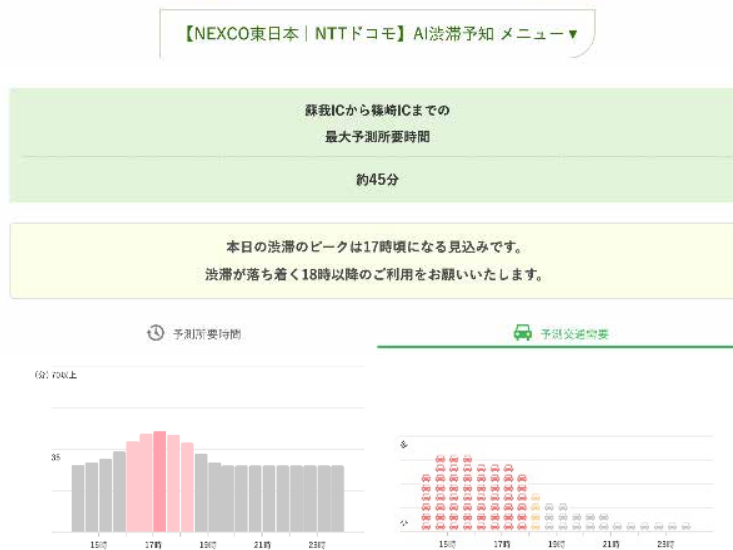 【NEXCO東日本｜NTTドコモ】AI渋滞予知 メニュー▼
蘇我ICから篠崎ICまでの
最大予測所要時間
約45分
本日の渋滞のピークは17時頃になる見込みです。
渋滞が落ち着く18時以降のご利用をお願いいたします。
予測所要時間
予測交通需要
(分) 70以上
35
15時 17時 19時 21時 23時
多
少
15時 17時 19時 21時 23時